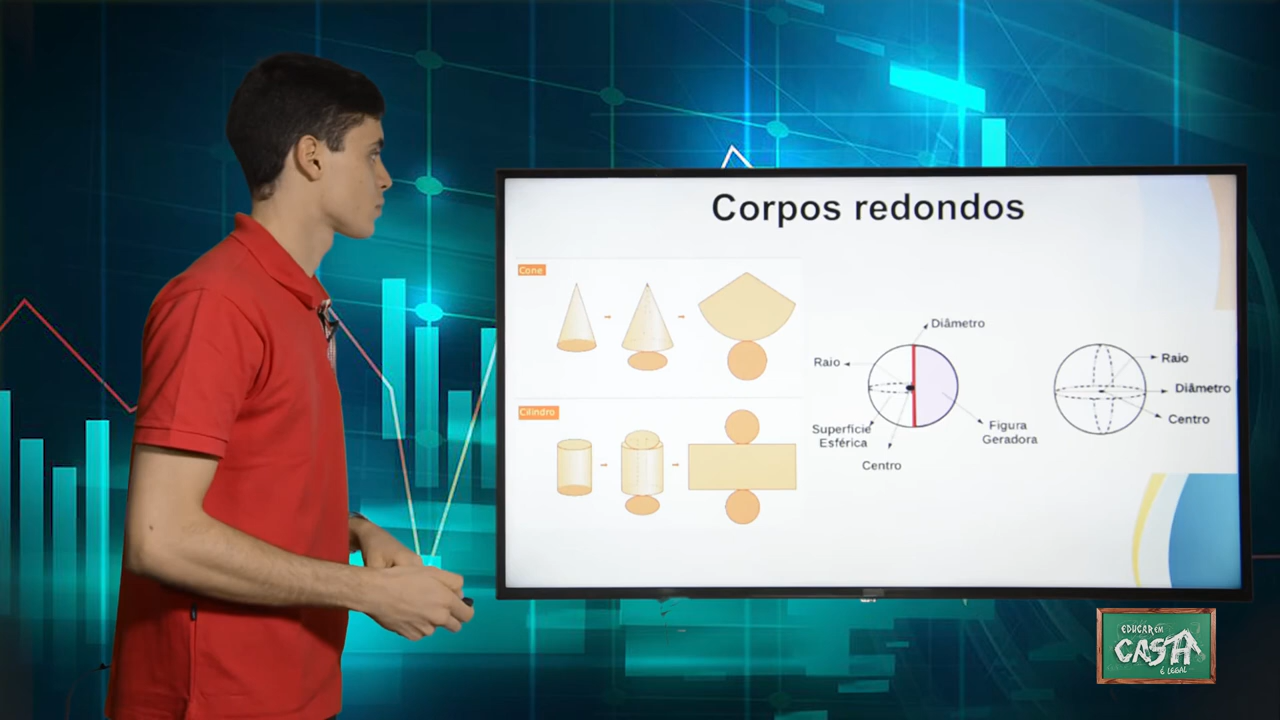 Corpos redondos
Cone
Cilindro
Diâmetro
Raio
Superfície
Esférica
Centro
Figura
Geradora
Raio
Diâmetro
Centro
EDUCAR EM
CASA
É LEGAL